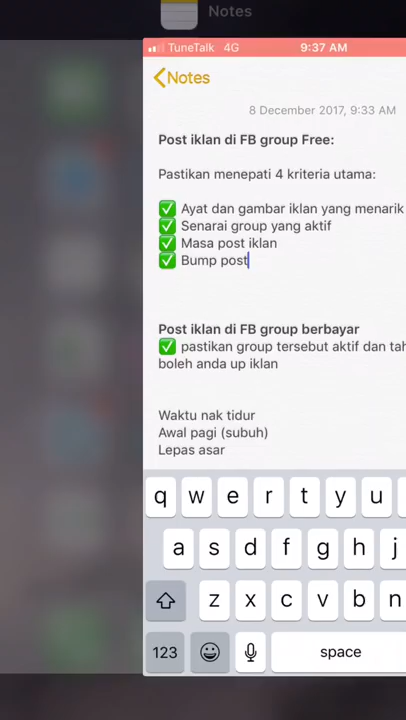 Notes
TuneTalk 4G 9:37 AM
Notes
8 December 2017, 9:33 AM
Post iklan di FB group Free:
Pastikan menepati 4 kriteria utama:
✅ Ayat dan gambar iklan yang menarik
✅ Senarai group yang aktif
✅ Masa post iklan
✅ Bump post
Post iklan di FB group berbayar
✅ pastikan group tersebut aktif dan tah
boleh anda up iklan
Waktu nak tidur
Awal pagi (subuh)
Lepas asar
q w e r t y u
a s d f g h j
z x c v b n
123 space